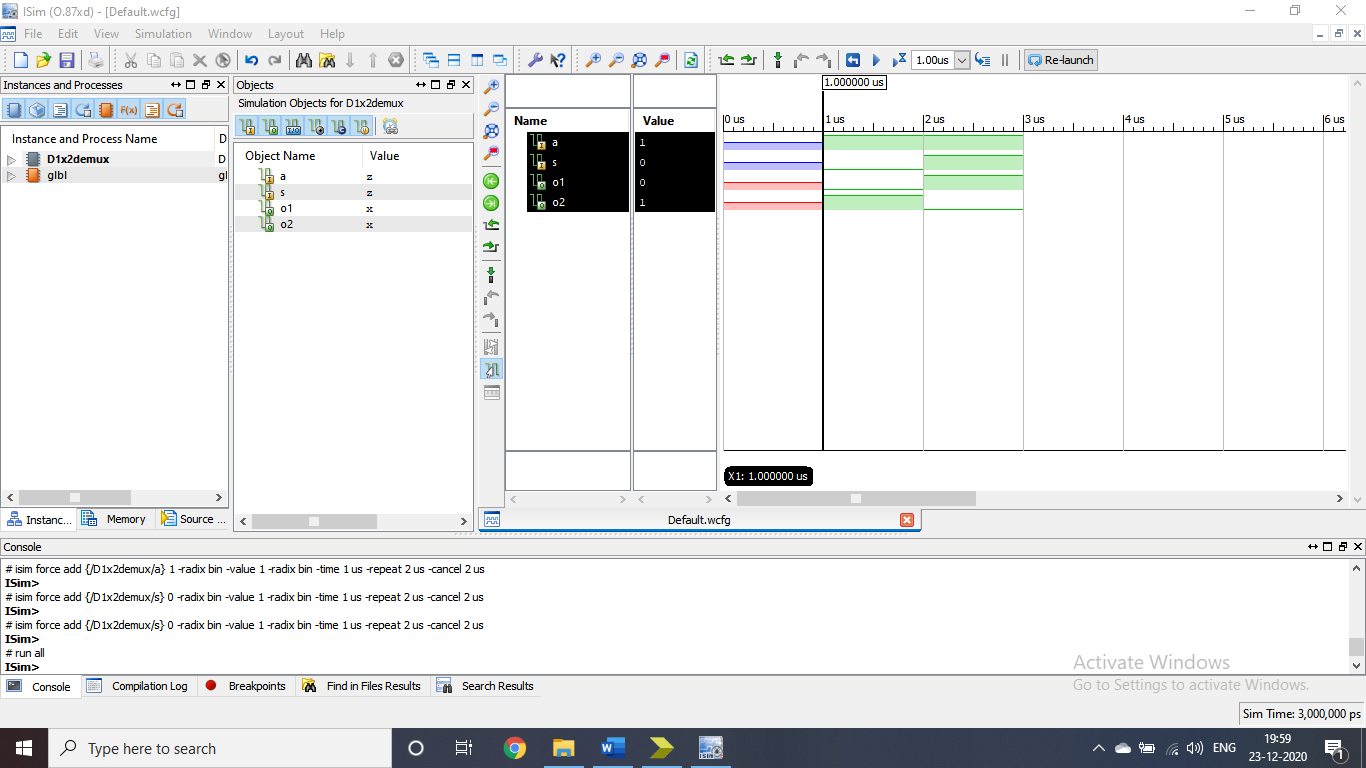 ISim (O.87xd) - [Default.wcfg]
File Edit View Simulation Window Layout Help
1.00us Re-launch
Instances and Processes
Objects
Simulation Objects for D1x2demux
Instance and Process Name D
D1x2demux D
glbl gl
Object Name Value
a z
s z
o1 x
o2 x
1.000000 us
Name Value
0 us 1 us 2 us 3 us 4 us 5 us 6 us
a 1
s 0
o1 0
o2 1
X1: 1.000000 us
Instanc... Memory Source ...
Default.wcfg
Console
# isim force add {/D1x2demux/a} 1 -radix bin -value 1 -radix bin -time 1 us -repeat 2 us -cancel 2 us
ISim>
# isim force add {/D1x2demux/s} 0 -radix bin -value 1 -radix bin -time 1 us -repeat 2 us -cancel 2 us
ISim>
# isim force add {/D1x2demux/s} 0 -radix bin -value 1 -radix bin -time 1 us -repeat 2 us -cancel 2 us
ISim>
# run all
ISim>
Console Compilation Log Breakpoints Find in Files Results Search Results
Activate Windows
Go to Settings to activate Windows.
Sim Time: 3,000,000 ps
Type here to search
ENG
19:59
23-12-2020
1